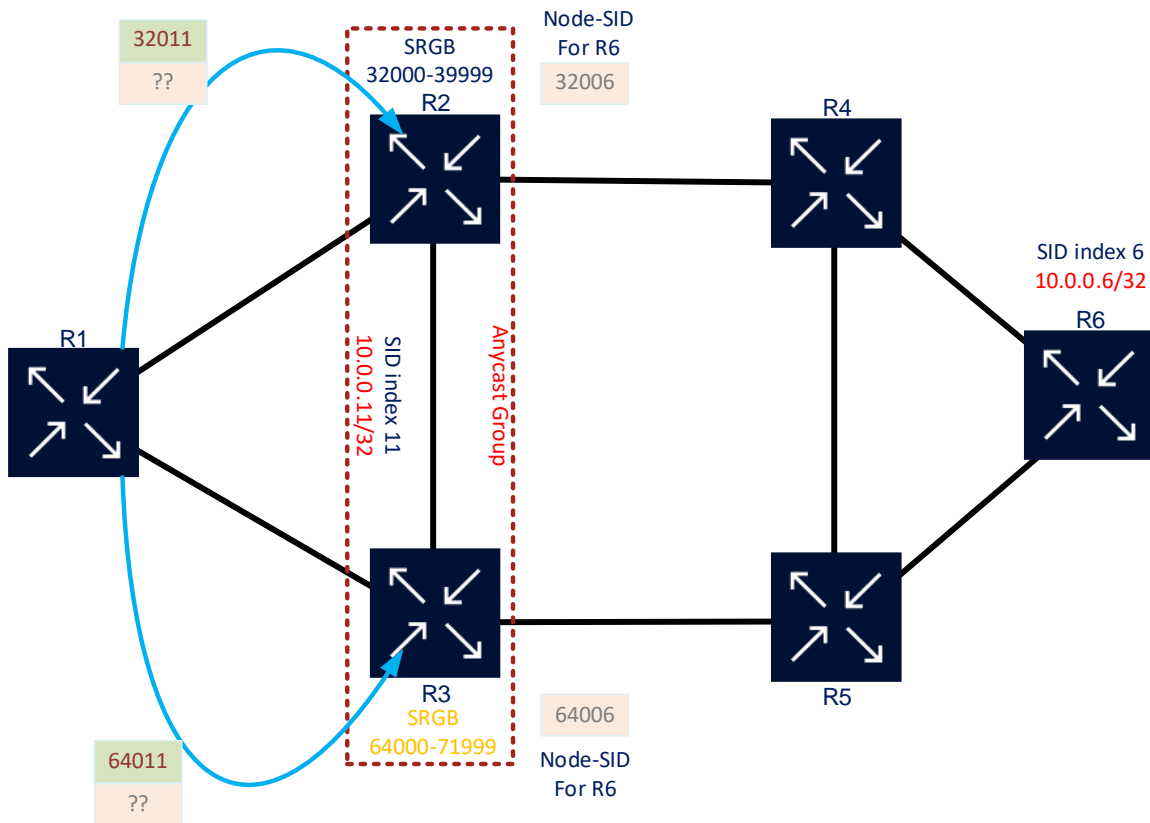 32011
??
SRGB
32000-39999
R2
Node-SID
For R6
32006
R4
SID index 6
10.0.0.6/32
R6
R1
SID index 11
10.0.0.11/32
Anycast Group
R3
SRGB
64000-71999
64006
Node-SID
For R6
R5
64011
??